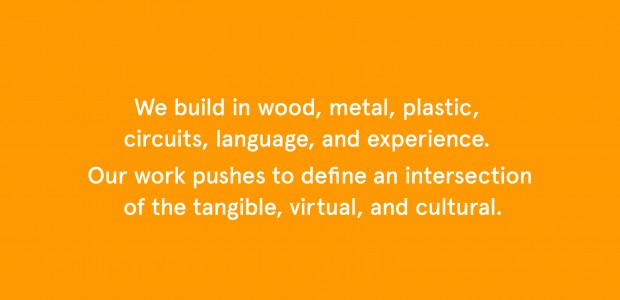 We build in wood, metal, plastic,
circuits, language, and experience.
Our work pushes to define an intersection
of the tangible, virtual, and cultural.